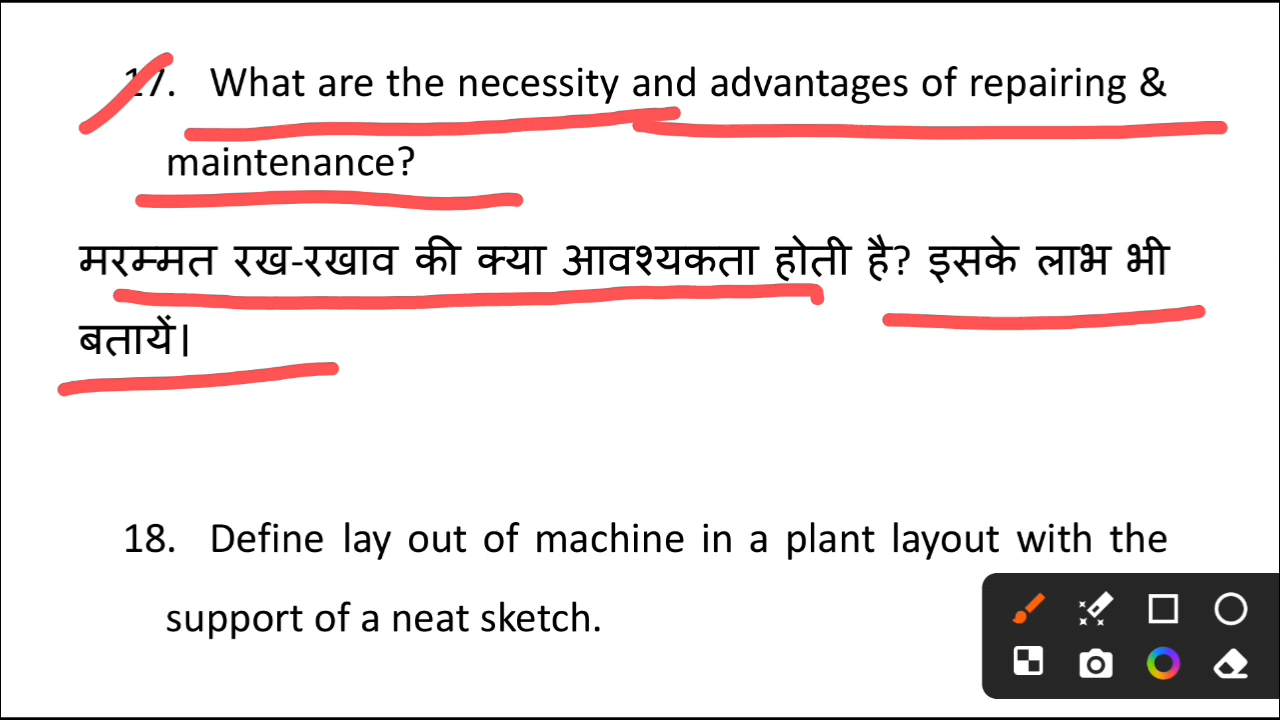 17. What are the necessity and advantages of repairing &
maintenance?
मरम्मत रख-रखाव की क्या आवश्यकता होती है? इसके लाभ भी
बतायें।
18. Define lay out of machine in a plant layout with the
support of a neat sketch.